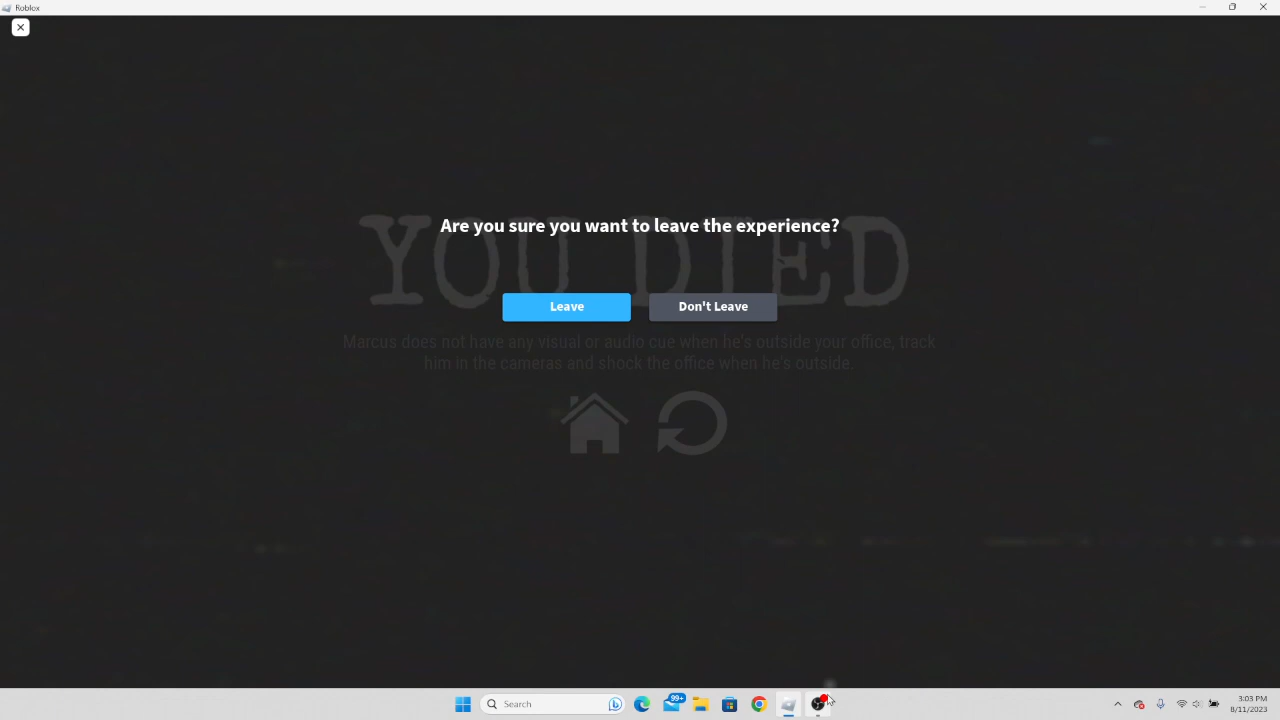 Roblox
YOU DIED
Are you sure you want to leave the experience?
Leave
Don't Leave
Marcus does not have any visual or audio cue when he's outside your office, track
him in the cameras and shock the office when he's outside.
Search
99+
3:03 PM
8/11/2023